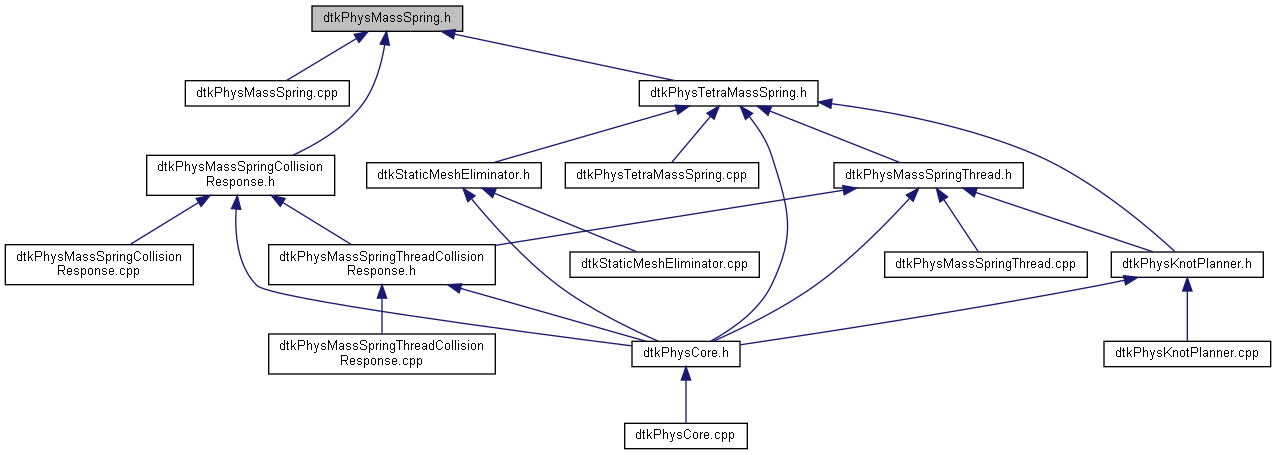 dtkPhysMassSpring.h
dtkPhysMassSpring.cpp
dtkPhysTetraMassSpring.h
dtkPhysMassSpringCollision
Response.h
dtkStaticMeshEliminator.h
dtkPhysTetraMassSpring.cpp
dtkPhysMassSpringThread.h
dtkPhysMassSpringCollision
Response.cpp
dtkPhysMassSpringThreadCollision
Response.h
dtkStaticMeshEliminator.cpp
dtkPhysMassSpringThread.cpp
dtkPhysKnotPlanner.h
dtkPhysMassSpringThreadCollision
Response.cpp
dtkPhysCore.h
dtkPhysKnotPlanner.cpp
dtkPhysCore.cpp